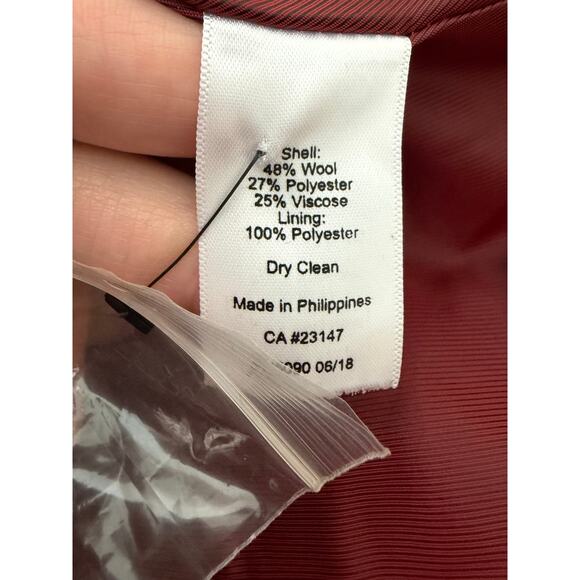 Shell:
48% Wool
27% Polyester
25% Viscose
Lining:
100% Polyester
Dry Clean
Made in Philippines
CA #23147
06/18